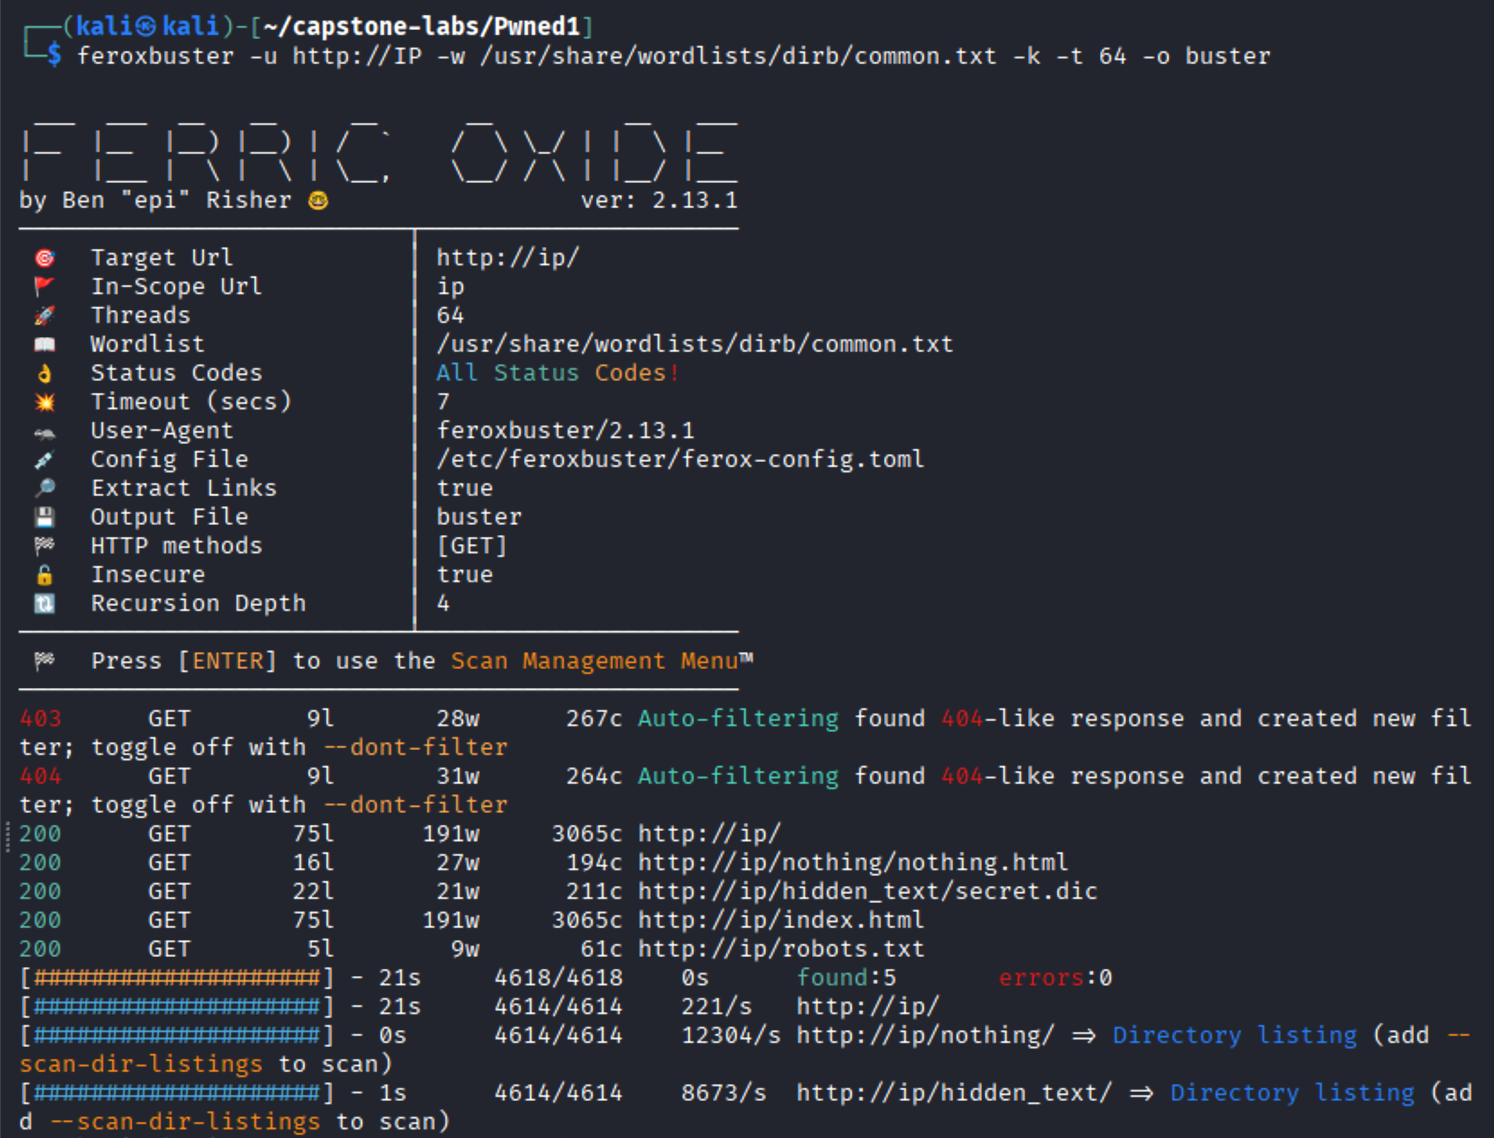 (kali㉿kali)-[~/capstone-labs/Pwned1]
$ feroxbuster -u http://IP -w /usr/share/wordlists/dirb/common.txt -k -t 64 -o buster
FERRIC OXIDE
by Ben "epi" Risher 🤓 ver: 2.13.1
🎯 Target Url http://ip/
🚩 In-Scope Url ip
🚀 Threads 64
📖 Wordlist /usr/share/wordlists/dirb/common.txt
👌 Status Codes All Status Codes!
💥 Timeout (secs) 7
🦡 User-Agent feroxbuster/2.13.1
💉 Config File /etc/feroxbuster/ferox-config.toml
🔎 Extract Links true
💾 Output File buster
🏁 HTTP methods [GET]
🔓 Insecure true
🔃 Recursion Depth 4
🏁 Press [ENTER] to use the Scan Management Menu™
403 GET 9l 28w 267c Auto-filtering found 404-like response and created new fil
ter; toggle off with --dont-filter
404 GET 9l 31w 264c Auto-filtering found 404-like response and created new fil
ter; toggle off with --dont-filter
200 GET 75l 191w 3065c http://ip/
200 GET 16l 27w 194c http://ip/nothing/nothing.html
200 GET 22l 21w 211c http://ip/hidden_text/secret.dic
200 GET 75l 191w 3065c http://ip/index.html
200 GET 5l 9w 61c http://ip/robots.txt
[####################] - 21s 4618/4618 0s found:5 errors:0
[####################] - 21s 4614/4614 221/s http://ip/
[####################] - 0s 4614/4614 12304/s http://ip/nothing/ => Directory listing (add --
scan-dir-listings to scan)
[####################] - 1s 4614/4614 8673/s http://ip/hidden_text/ => Directory listing (ad
d --scan-dir-listings to scan)